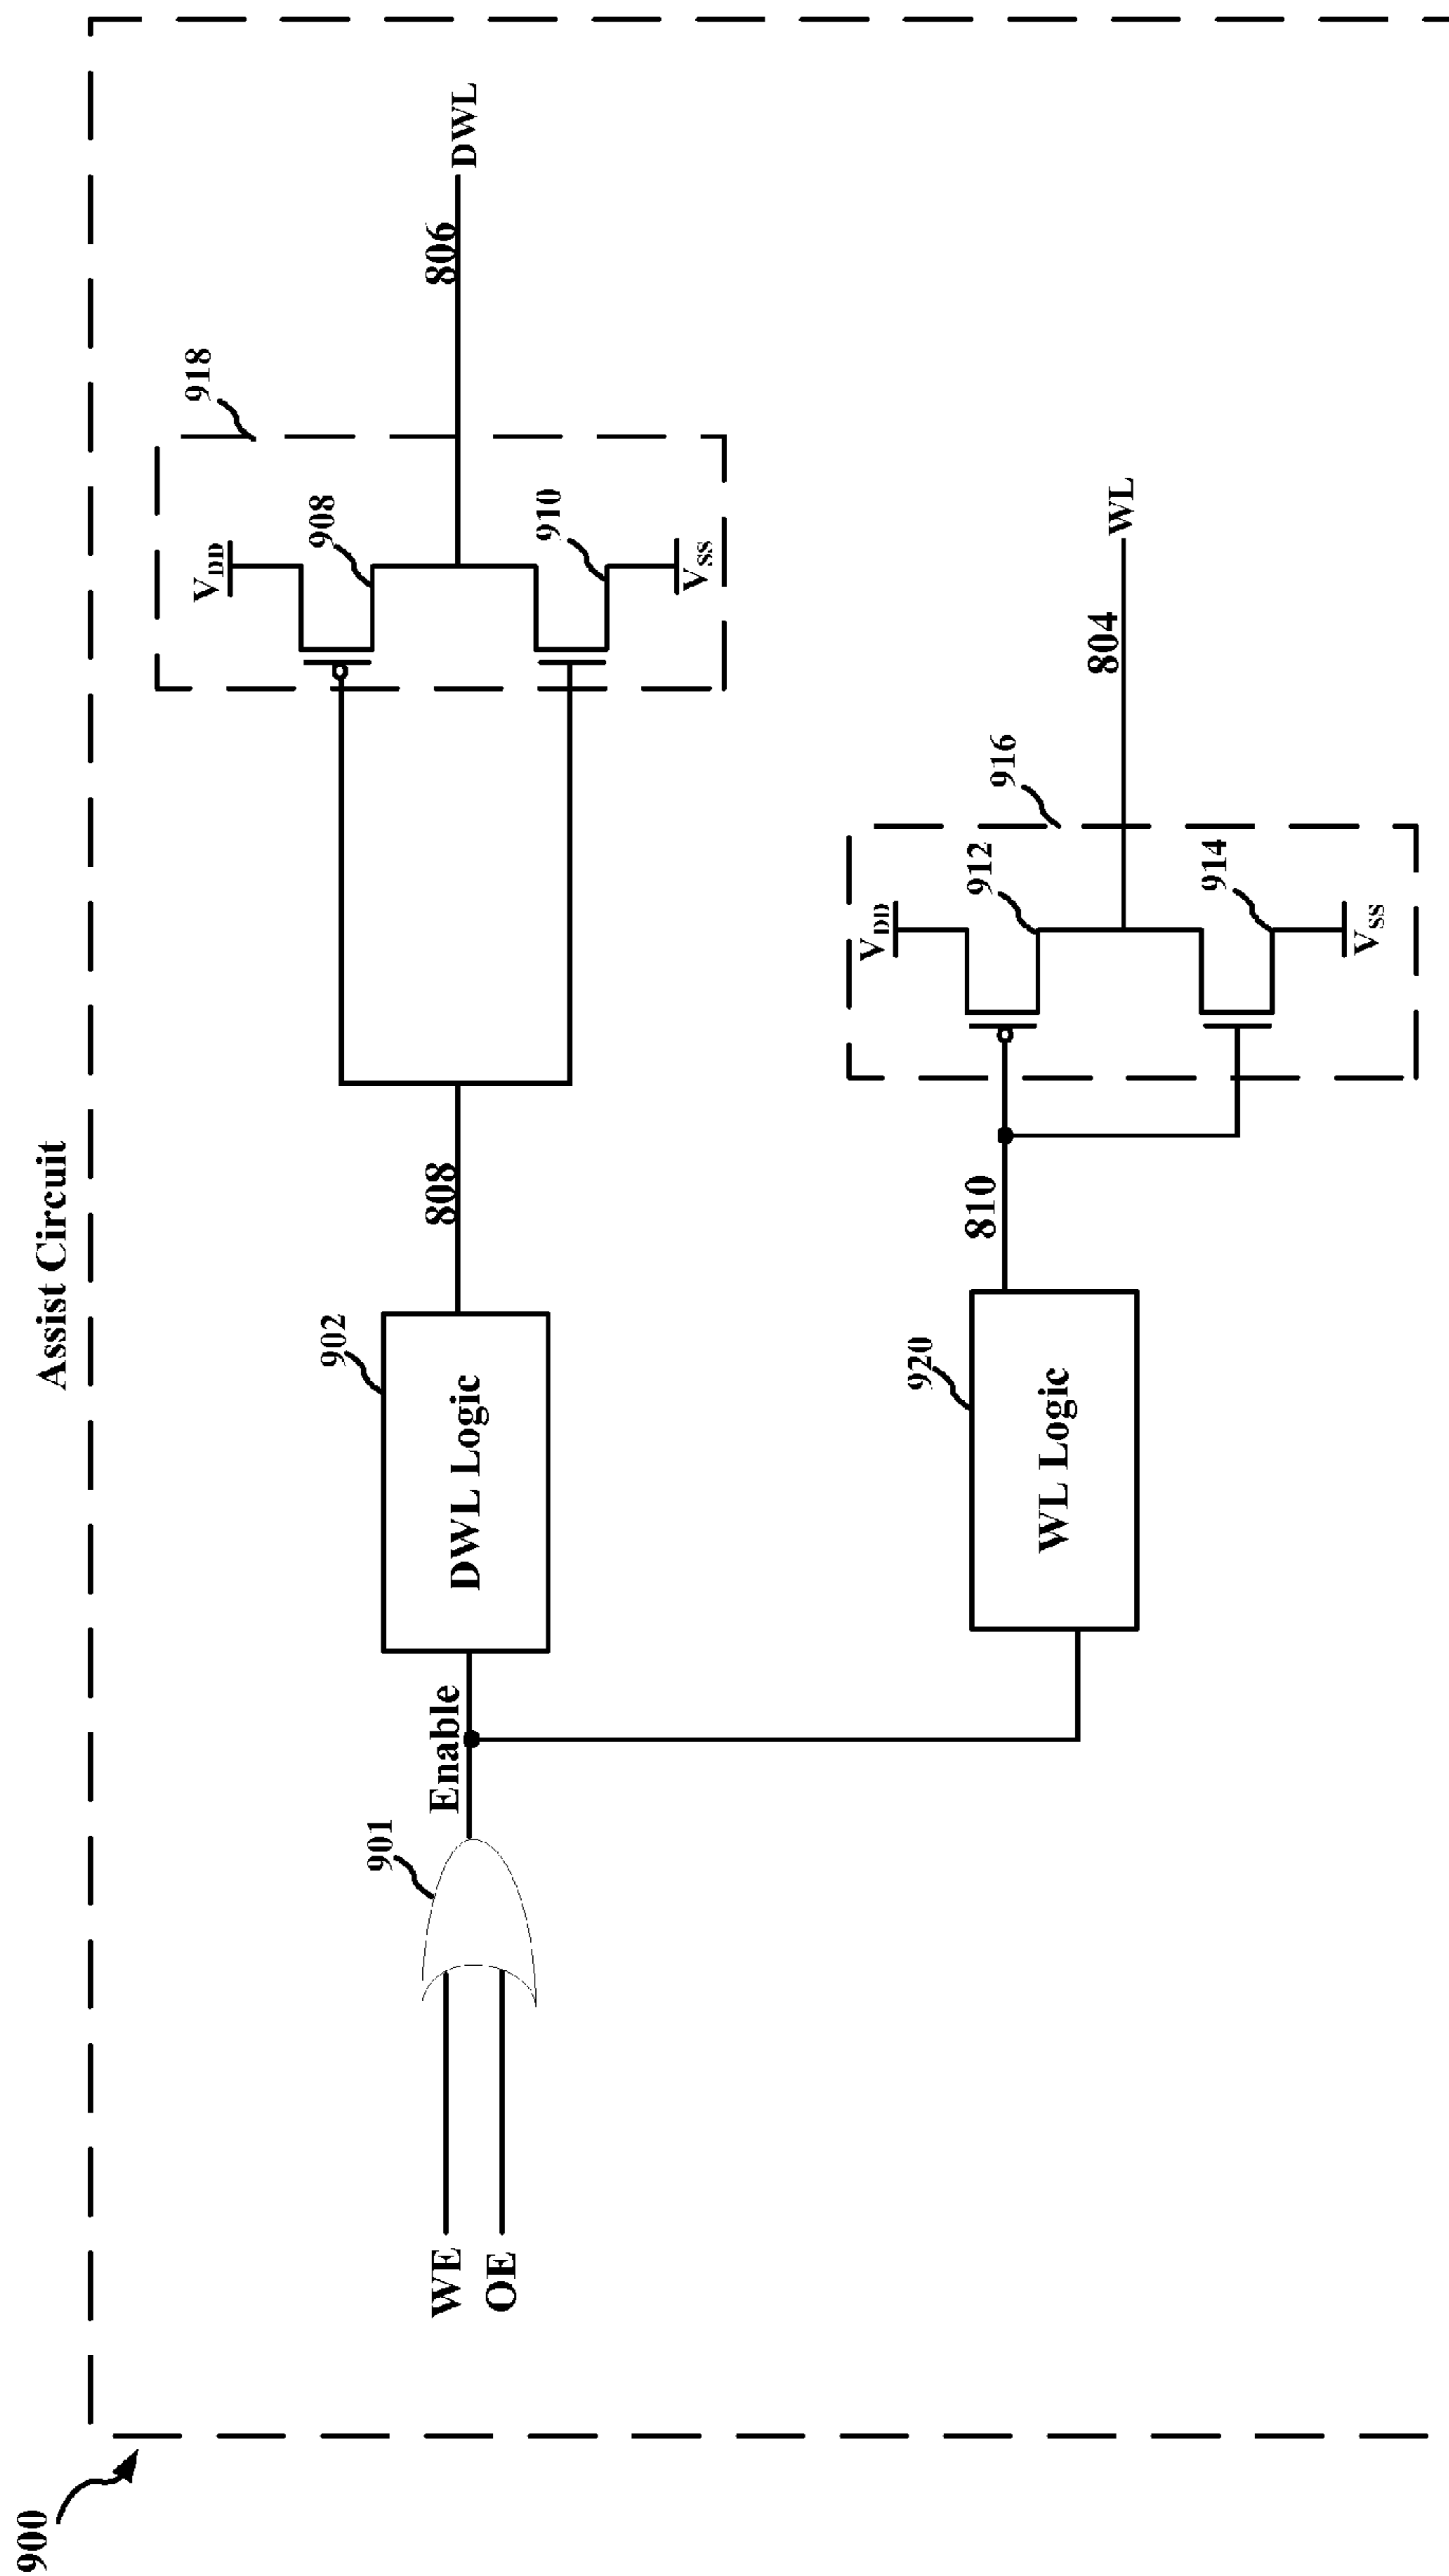 900
Assist Circuit
WE
OE
901
Enable
902
DWL Logic
808
918
VDD
908
910
VSS
806
DWL
920
WL Logic
810
916
VDD
912
914
VSS
804
WL